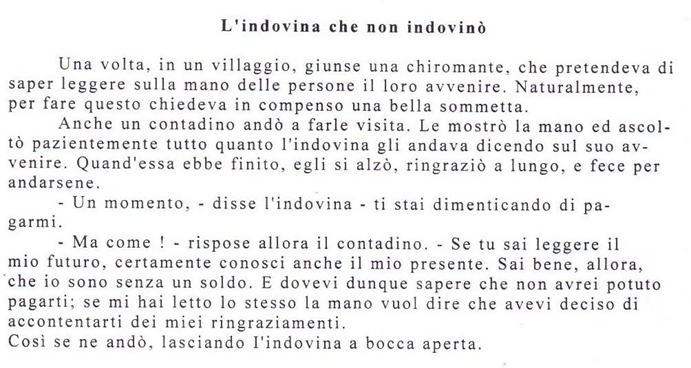 L'indovina che non indovinò
Una volta, in un villaggio, giunse una chiromante, che pretendeva di
saper leggere sulla mano delle persone il loro avvenire. Naturalmente,
per fare questo chiedeva in compenso una bella sommetta.
Anche un contadino andò a farle visita. Le mostrò la mano ed ascol-
tò pazientemente tutto quanto l'indovina gli andava dicendo sul suo av-
venire. Quand'essa ebbe finito, egli si alzò, ringraziò a lungo, e fece per
andarsene.
- Un momento, - disse l'indovina - ti stai dimenticando di pa-
garmi.
- Ma come ! - rispose allora il contadino. - Se tu sai leggere il
mio futuro, certamente conosci anche il mio presente. Sai bene, allora,
che io sono senza un soldo. E dovevi dunque sapere che non avrei potuto
pagarti; se mi hai letto lo stesso la mano vuol dire che avevi deciso di
accontentarti dei miei ringraziamenti.
Così se ne andò, lasciando I'indovina a bocca aperta.